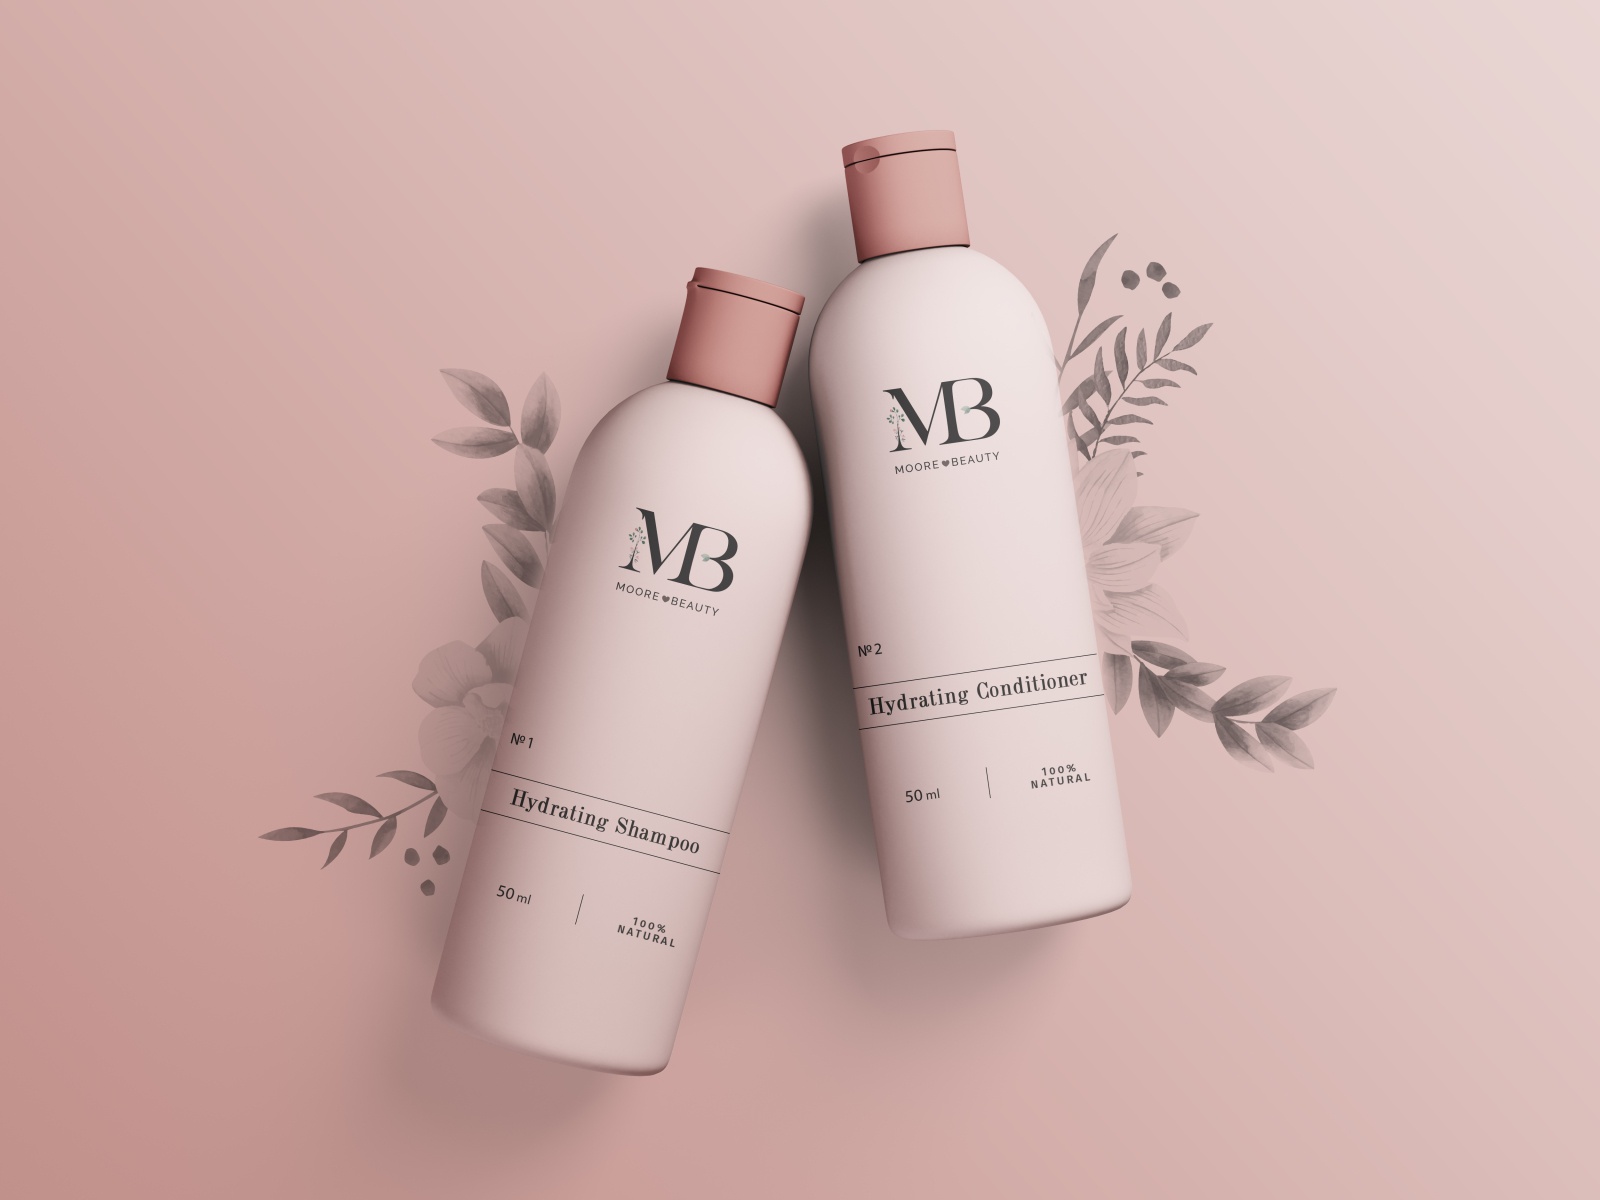 MB
MOORE♥BEAUTY
№1
Hydrating Shampoo
50 ml
100%
NATURAL
MB
MOORE♥BEAUTY
№2
Hydrating Conditioner
50 ml
100%
NATURAL